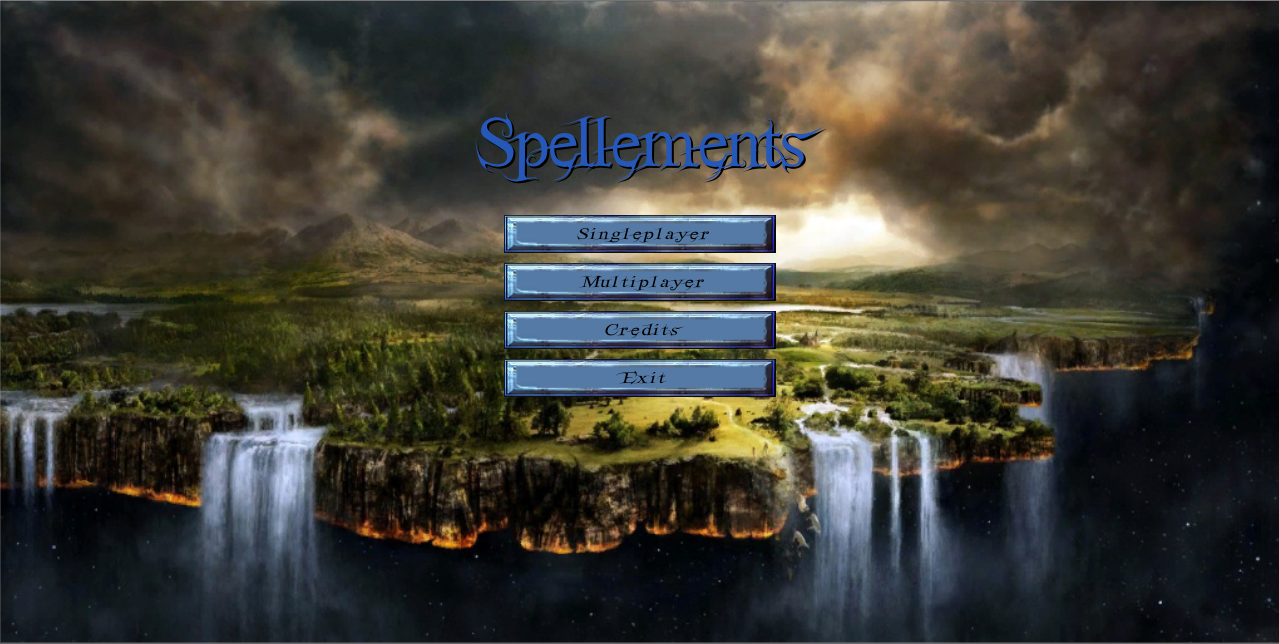 Spellements
Singleplayer
Multiplayer
Credits
Exit